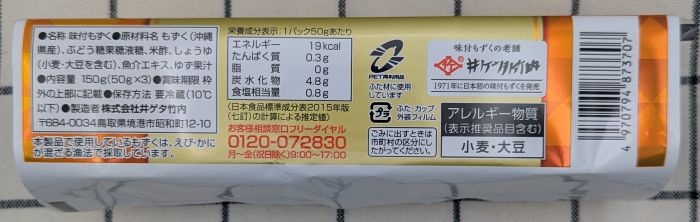 ●名称 味付もずく●原材料名 もずく(沖縄
県産)、ぶどう糖果糖液糖、米酢、しょうゆ
(小麦・大豆を含む)、魚介エキス、ゆず果汁
●内容量 150g(50g×3)●賞味期限 枠
外の上部に記載●保存方法 要冷蔵(10℃
以下)●製造者 株式会社井ゲタ竹内
〒684-0034鳥取県境港市昭和町12-10
本製品で使用しているもずくは、えび・かに
が混ざる漁法で採取しています。
栄養成分表示:1パック50gあたり
エネルギー 19kcal
たんぱく質 0.3g
脂質 0g
炭水化物 4.8g
食塩相当量 0.8g
(日本食品標準成分表2015年版
(七訂)の計算による推定値)
お客様相談窓口フリーダイヤル
0120-072830
月〜金(祝日除く)9:00〜17:00
PET再利用品
ふた材に使用
しています
プラ
ふた・カップ・
外装フィルム
ごみに出すときは
市町村の区分にし
たがってください。
味付もずくの老舗
井ゲタ竹内
1971年に日本初の味付もずくを発売
アレルギー物質
(表示推奨品目含む)
小麦・大豆
4 970794 873707